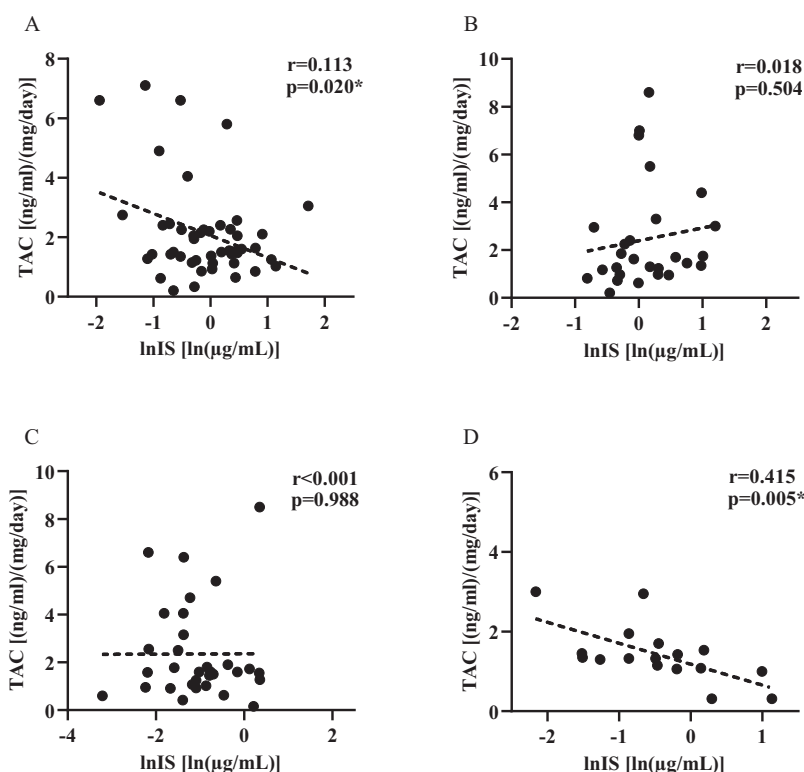 A
r=0.113
p=0.020*
TAC [(ng/ml)/(mg/day)]
8
6
4
2
0
-2 -1 0 1 2
lnIS [ln(µg/mL)]
B
r=0.018
p=0.504
TAC [(ng/ml)/(mg/day)]
10
8
6
4
2
0
-2 -1 0 1 2
lnIS [ln(µg/mL)]
C
r<0.001
p=0.988
TAC [(ng/ml)/(mg/day)]
10
8
6
4
2
0
-4 -2 0 2
lnIS [ln(µg/mL)]
D
r=0.415
p=0.005*
TAC [(ng/ml)/(mg/day)]
6
4
2
0
-2 -1 0 1
lnIS [ln(µg/mL)]